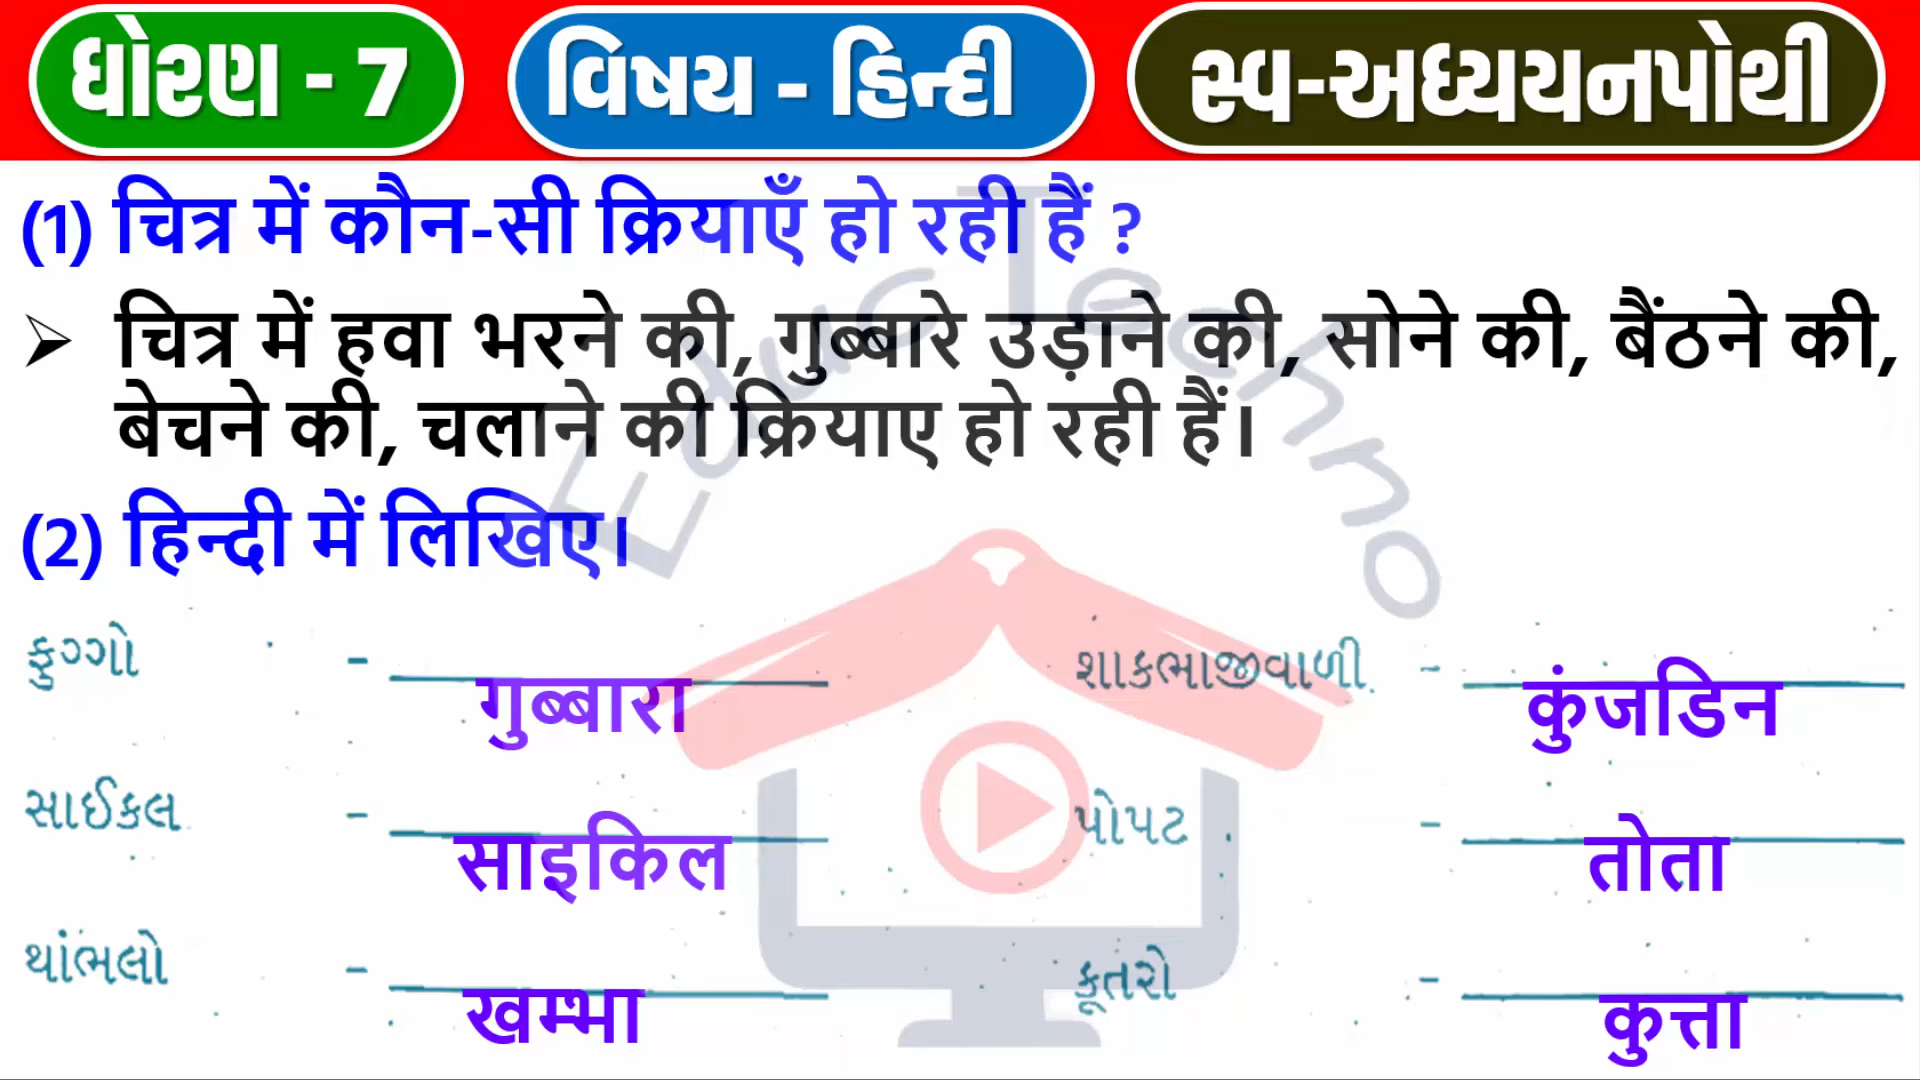 ધોરણ - 7 વિષય - હિન્દી સ્વ-અધ્યયનપોથી
(1) चित्र में कौन-सी क्रियाएँ हो रही हैं ?
➢ चित्र में हवा भरने की, गुब्बारे उड़ाने की, सोने की, बैंठने की,
बेचने की, चलाने की क्रियाए हो रही हैं।
(2) हिन्दी में लिखिए।
ફુગ્ગો - गुब्बारा શાકભાજીવાળી - कुंजडिन
સાઈકલ - साइकिल પોપટ - तोता
થાંભલો - खम्भा કૂતરો - कुत्ता
EducTechno